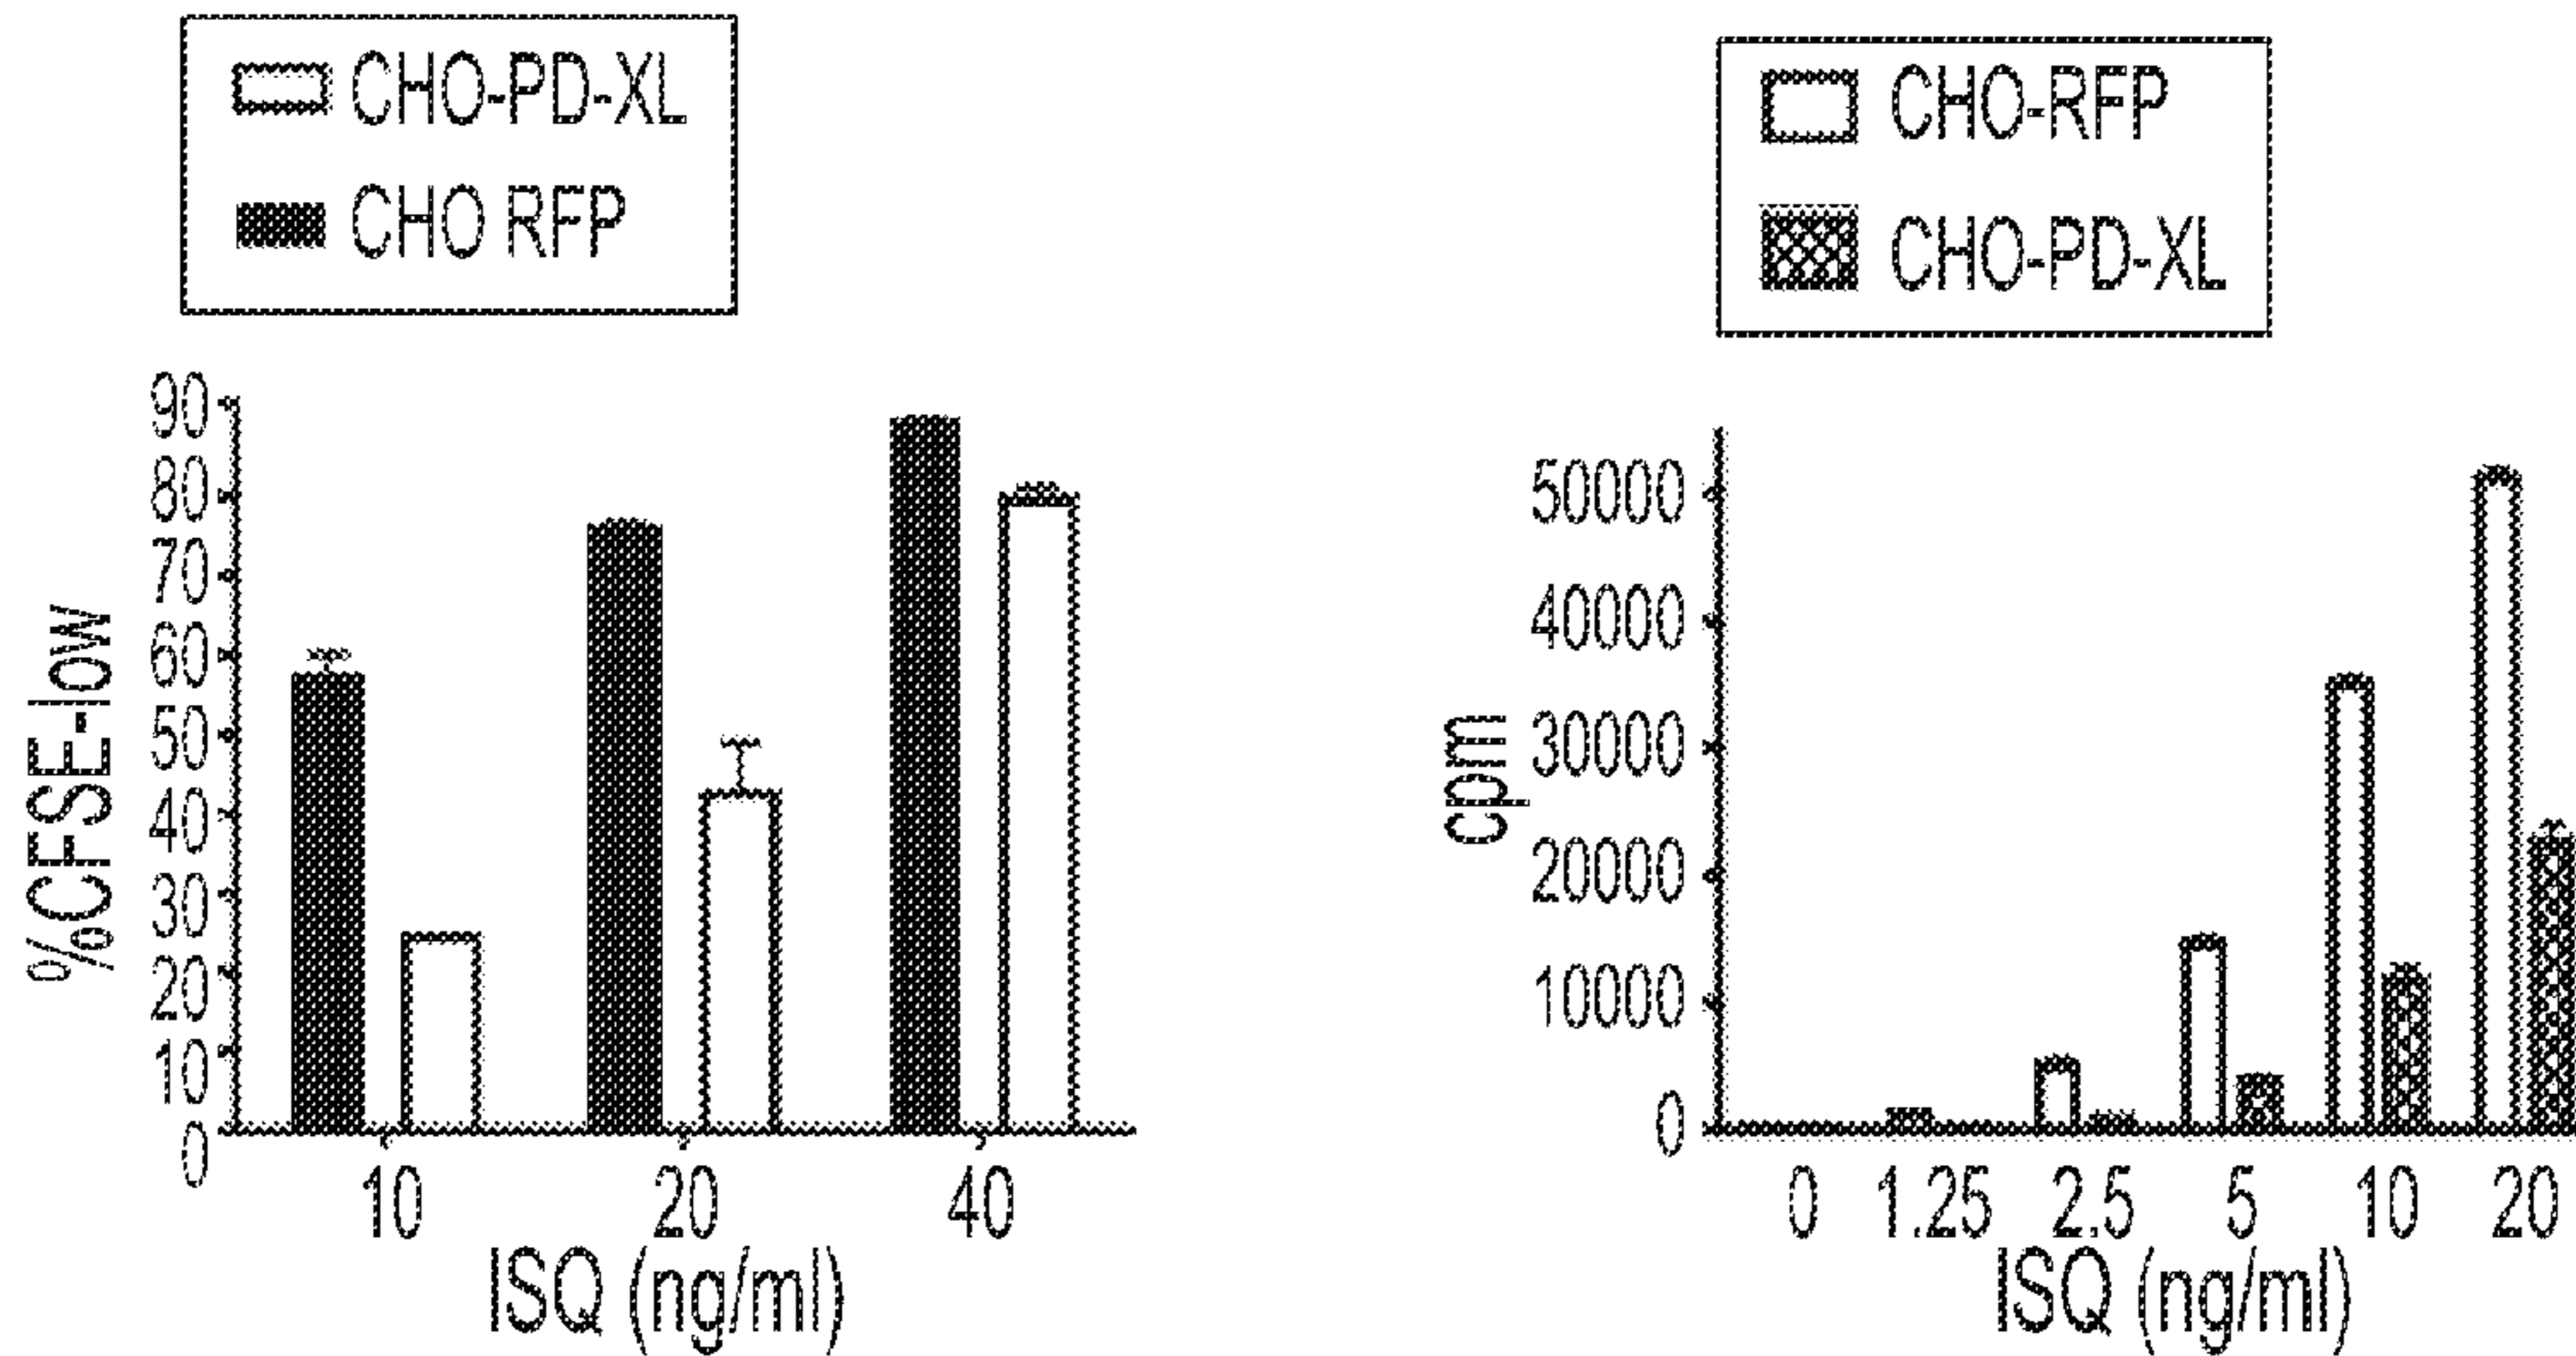 CHO-PD-XL
CHO RFP
90
80
70
60
50
40
30
20
10
0
%CFSE-low
10 20 40
ISQ (ng/ml)
CHO-RFP
CHO-PD-XL
50000
40000
30000
20000
10000
0
cpm
0 1.25 2.5 5 10 20
ISQ (ng/ml)